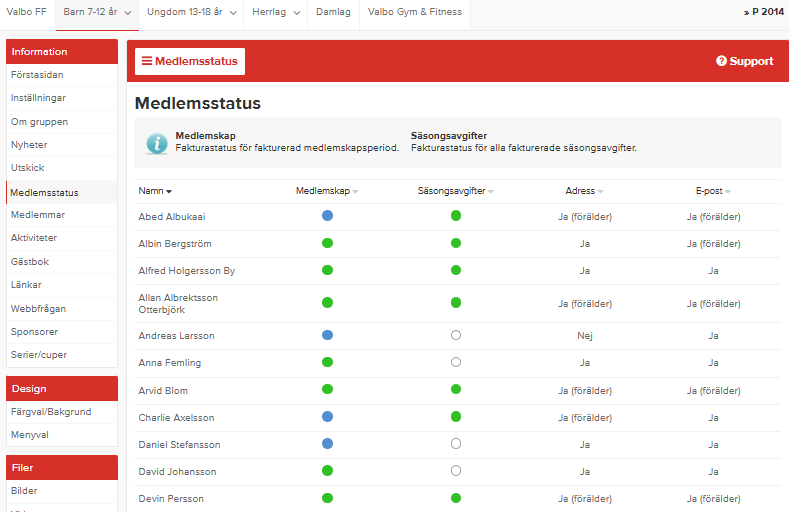 Valbo FF
Barn 7-12 år
Ungdom 13-18 år
Herrlag
Damlag
Valbo Gym & Fitness
» P 2014
Information
Förstasidan
Inställningar
Om gruppen
Nyheter
Utskick
Medlemsstatus
Medlemmar
Aktiviteter
Gästbok
Länkar
Webbfrågan
Sponsorer
Serier/cuper
Design
Färgval/Bakgrund
Menyval
Filer
Bilder
Medlemsstatus
Support
Medlemsstatus
Medlemskap
Fakturastatus för fakturerad medlemskapsperiod.
Säsongsavgifter
Fakturastatus för alla fakturerade säsongsavgifter.
Namn Medlemskap Säsongsavgifter Adress E-post
Abed Albukaai Ja (förälder) Ja (förälder)
Albin Bergström Ja Ja (förälder)
Alfred Holgersson By Ja Ja
Allan Albrektsson
Otterbjörk Ja (förälder) Ja (förälder)
Andreas Larsson Nej Ja
Anna Femling Ja Ja
Arvid Blom Ja (förälder) Ja (förälder)
Charlie Axelsson Ja (förälder) Ja
Daniel Stefansson Ja Ja
David Johansson Ja Ja
Devin Persson Ja (förälder) Ja (förälder)